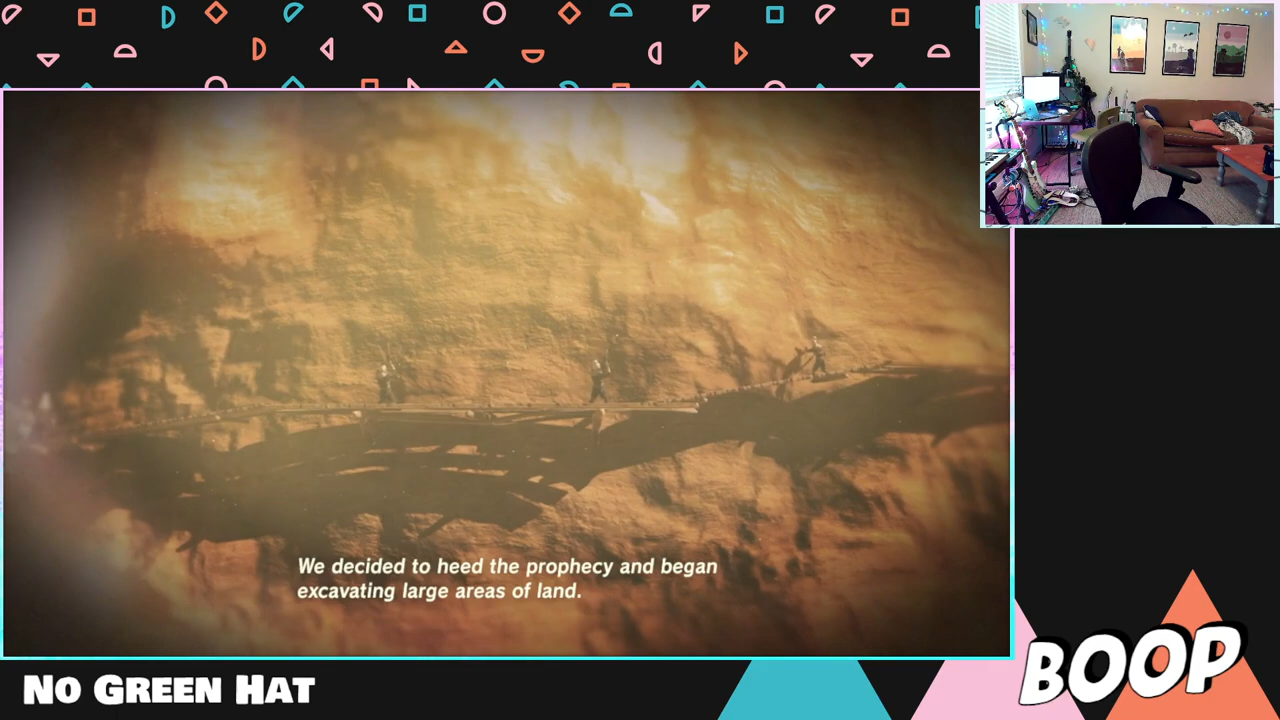 We decided to heed the prophecy and began
excavating large areas of land.
No Green Hat
BOOP